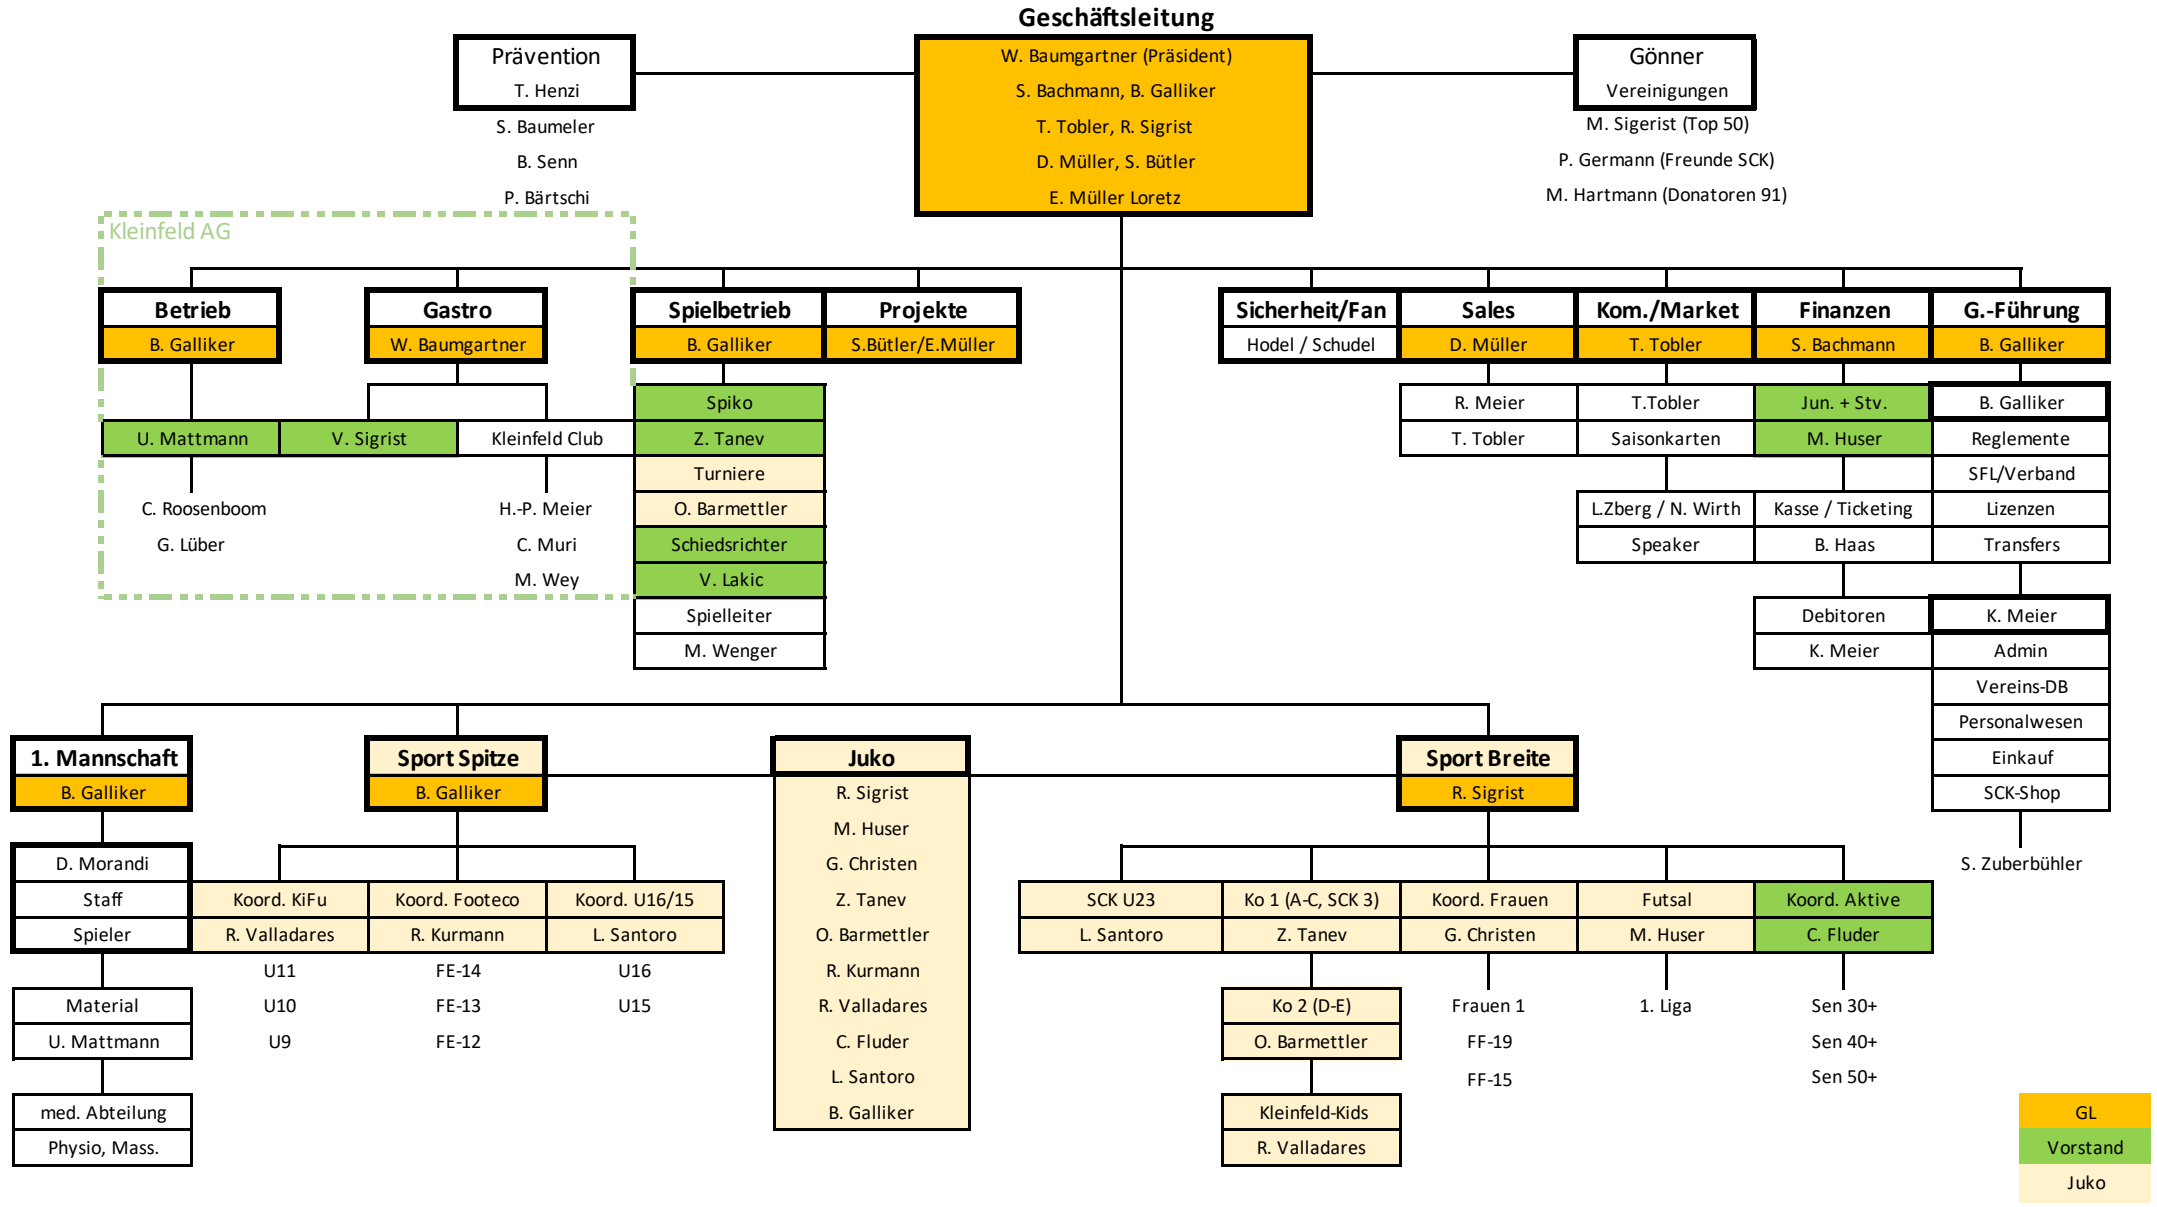 Geschäftsleitung
Prävention
T. Henzi
S. Baumeler
B. Senn
P. Bärtschi
W. Baumgartner (Präsident)
S. Bachmann, B. Galliker
T. Tobler, R. Sigrist
D. Müller, S. Bütler
E. Müller Loretz
Gönner
Vereinigungen
M. Sigerist (Top 50)
P. Germann (Freunde SCK)
M. Hartmann (Donatoren 91)
Kleinfeld AG
Betrieb
B. Galliker
U. Mattmann
C. Roosenboom
G. Lüber
Gastro
W. Baumgartner
V. Sigrist
Kleinfeld Club
H.-P. Meier
C. Muri
M. Wey
Spielbetrieb
B. Galliker
Spiko
Z. Tanev
Turniere
O. Barmettler
Schiedsrichter
V. Lakic
Spielleiter
M. Wenger
Projekte
S.Bütler/E.Müller
Sicherheit/Fan
Hodel / Schudel
Sales
D. Müller
R. Meier
T. Tobler
Kom./Market
T. Tobler
T.Tobler
Saisonkarten
L.Zberg / N. Wirth
Speaker
Finanzen
S. Bachmann
Jun. + Stv.
M. Huser
Kasse / Ticketing
B. Haas
Debitoren
K. Meier
G.-Führung
B. Galliker
B. Galliker
Reglemente
SFL/Verband
Lizenzen
Transfers
K. Meier
Admin
Vereins-DB
Personalwesen
Einkauf
SCK-Shop
S. Zuberbühler
1. Mannschaft
B. Galliker
D. Morandi
Staff
Spieler
Material
U. Mattmann
med. Abteilung
Physio, Mass.
Sport Spitze
B. Galliker
Koord. KiFu
R. Valladares
U11
U10
U9
Koord. Footeco
R. Kurmann
FE-14
FE-13
FE-12
Koord. U16/15
L. Santoro
U16
U15
Juko
R. Sigrist
M. Huser
G. Christen
Z. Tanev
O. Barmettler
R. Kurmann
R. Valladares
C. Fluder
L. Santoro
B. Galliker
Sport Breite
R. Sigrist
SCK U23
L. Santoro
Ko 1 (A-C, SCK 3)
Z. Tanev
Ko 2 (D-E)
O. Barmettler
Kleinfeld-Kids
R. Valladares
Koord. Frauen
G. Christen
Frauen 1
FF-19
FF-15
Futsal
M. Huser
1. Liga
Koord. Aktive
C. Fluder
Sen 30+
Sen 40+
Sen 50+
GL
Vorstand
Juko